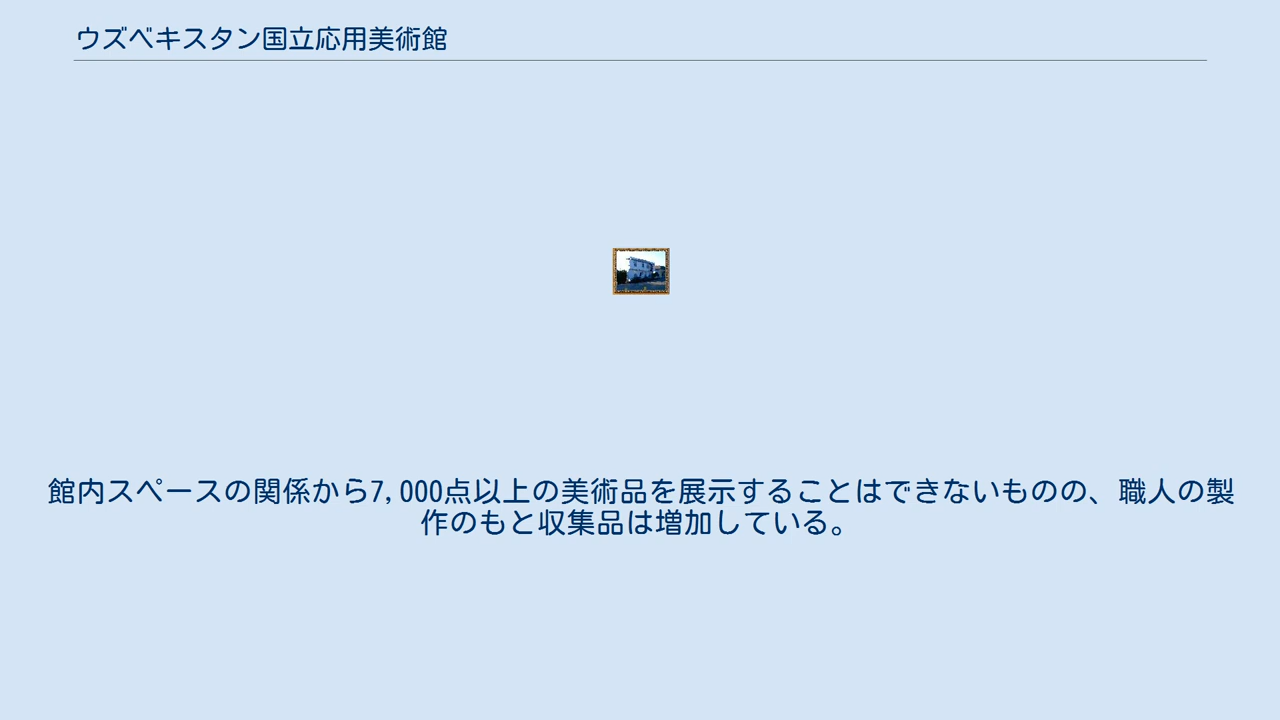 ウズベキスタン国立応用美術館
館内スペースの関係から7,000点以上の美術品を展示することはできないものの、職人の製
作のもと収集品は増加している。